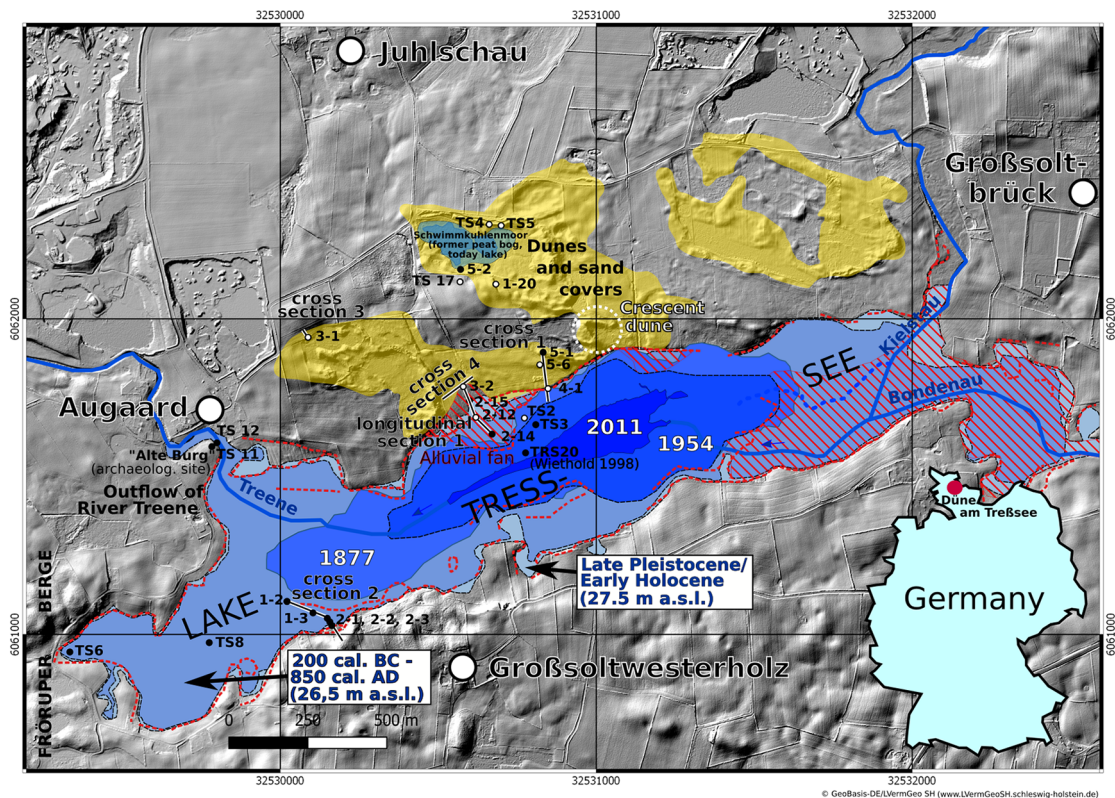 32530000
32531000
32532000
Juhlschau
Großsolt-
brück
TS4
TS5
Schwimmkuhlenmoor
(former peat bog,
today lake)
Dunes
and sand
covers
5-2
TS 17
1-20
6062000
6062000
cross
section 3
3-1
Crescent
dune
cross
section 1
5-1
5-6
Kielstau
SEE
Bondenau
cross
section 4
3-2
4-1
2-15
2/12
TS2
TS3
longitudinal
section 1
2-14
2011
1954
Augaard
TS 12
"Alte Burg"
TS 11
(archaeolog. site)
Alluvial fan
TRS20
(Wiethold 1998)
Outflow of
River Treene
Treene
TRESS-
Düne
am Treßsee
1877
Late Pleistocene/
Early Holocene
(27.5 m a.s.l.)
cross
section 2
1-2
1-3
2-1, 2-2, 2-3
Germany
LAKE
TS8
TS6
6061000
6061000
FRÖRUPER BERGE
200 cal. BC -
850 cal. AD
(26,5 m a.s.l.)
Großsoltwesterholz
0
250
500 m
32530000
32531000
32532000
© GeoBasis-DE/LVermGeo SH (www.LVermGeoSH.schleswig-holstein.de)